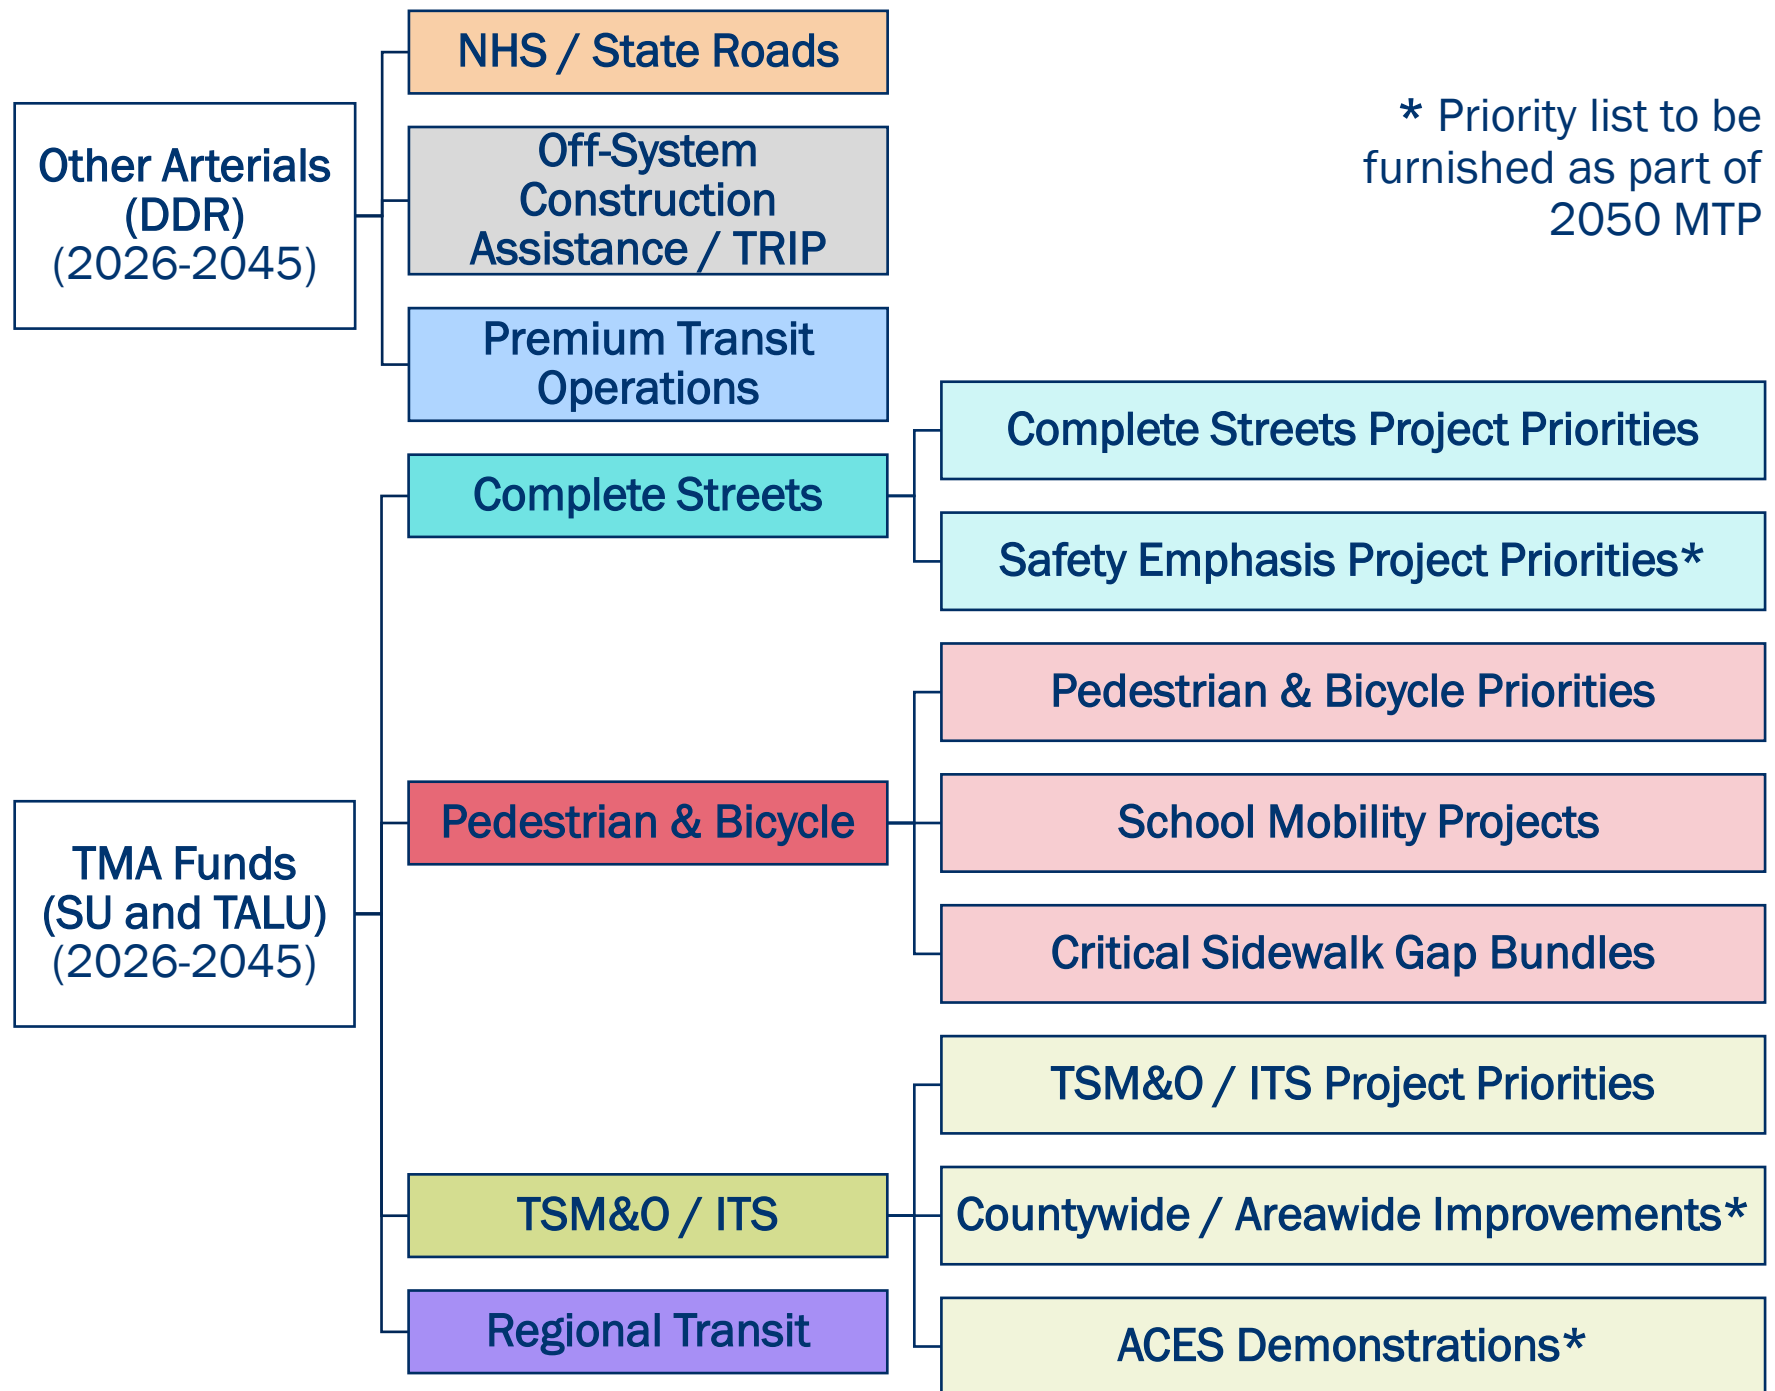 NHS / State Roads
Other Arterials
(DDR)
(2026-2045)
Off-System
Construction
Assistance / TRIP
Premium Transit
Operations
* Priority list to be
furnished as part of
2050 MTP
TMA Funds
(SU and TALU)
(2026-2045)
Complete Streets
Complete Streets Project Priorities
Safety Emphasis Project Priorities*
Pedestrian & Bicycle
Pedestrian & Bicycle Priorities
School Mobility Projects
Critical Sidewalk Gap Bundles
TSM&O / ITS
TSM&O / ITS Project Priorities
Countywide / Areawide Improvements*
ACES Demonstrations*
Regional Transit